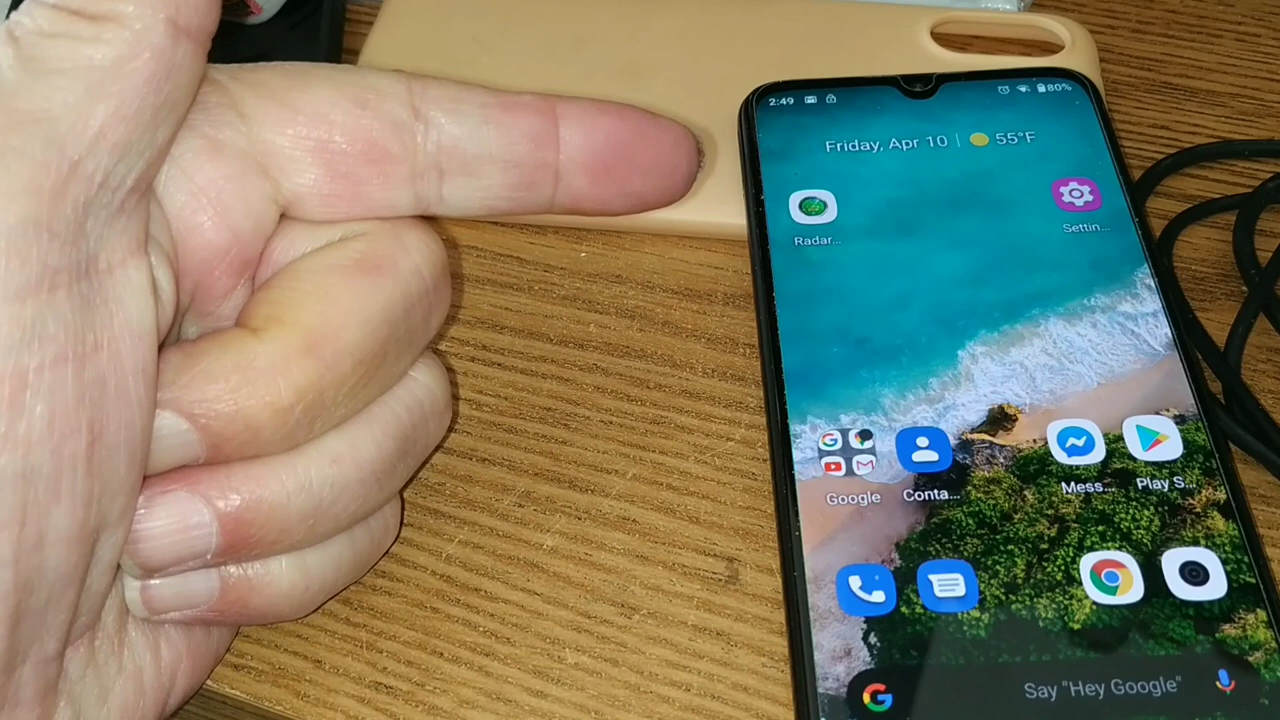 2:49 80%
Friday, Apr 10 | 55°F
Radar... Settin...
Google Conta... Mess... Play S...
Say "Hey Google"